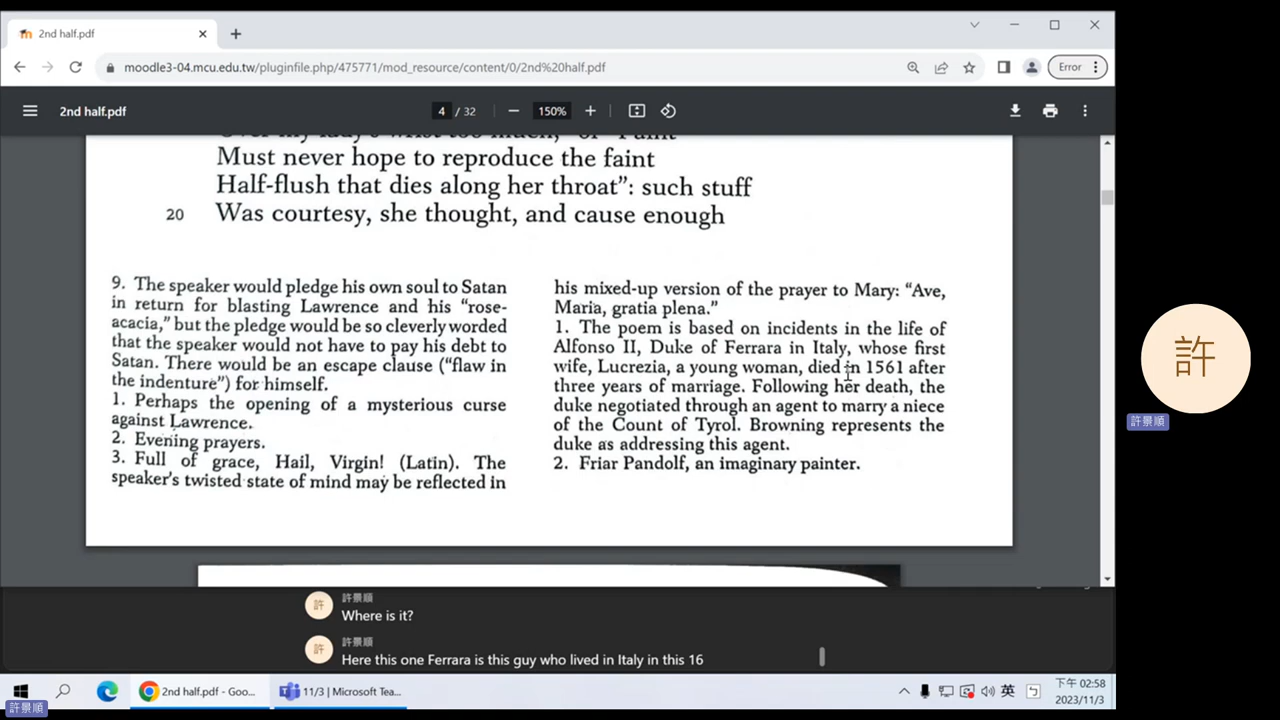 2nd half.pdf
moodle3-04.mcu.edu.tw/pluginfile.php/475771/mod_resource/content/0/2nd%20half.pdf
Error
2nd half.pdf
4 / 32
150%
Over my lady's wrist too much," or "Paint
Must never hope to reproduce the faint
Half-flush that dies along her throat": such stuff
20 Was courtesy, she thought, and cause enough
9. The speaker would pledge his own soul to Satan
in return for blasting Lawrence and his "rose-
acacia," but the pledge would be so cleverly worded
that the speaker would not have to pay his debt to
Satan. There would be an escape clause ("flaw in
the indenture") for himself.
1. Perhaps the opening of a mysterious curse
against Lawrence.
2. Evening prayers.
3. Full of grace, Hail, Virgin! (Latin). The
speaker's twisted state of mind may be reflected in
his mixed-up version of the prayer to Mary: "Ave,
Maria, gratia plena."
1. The poem is based on incidents in the life of
Alfonso II, Duke of Ferrara in Italy, whose first
wife, Lucrezia, a young woman, died in 1561 after
three years of marriage. Following her death, the
duke negotiated through an agent to marry a niece
of the Count of Tyrol. Browning represents the
duke as addressing this agent.
2. Friar Pandolf, an imaginary painter.
許
許景順
許
許景順
Where is it?
許
許景順
Here this one Ferrara is this guy who lived in Italy in this 16
2nd half.pdf - Goo...
11/3 | Microsoft Tea...
英
下午 02:58
2023/11/3
許景順